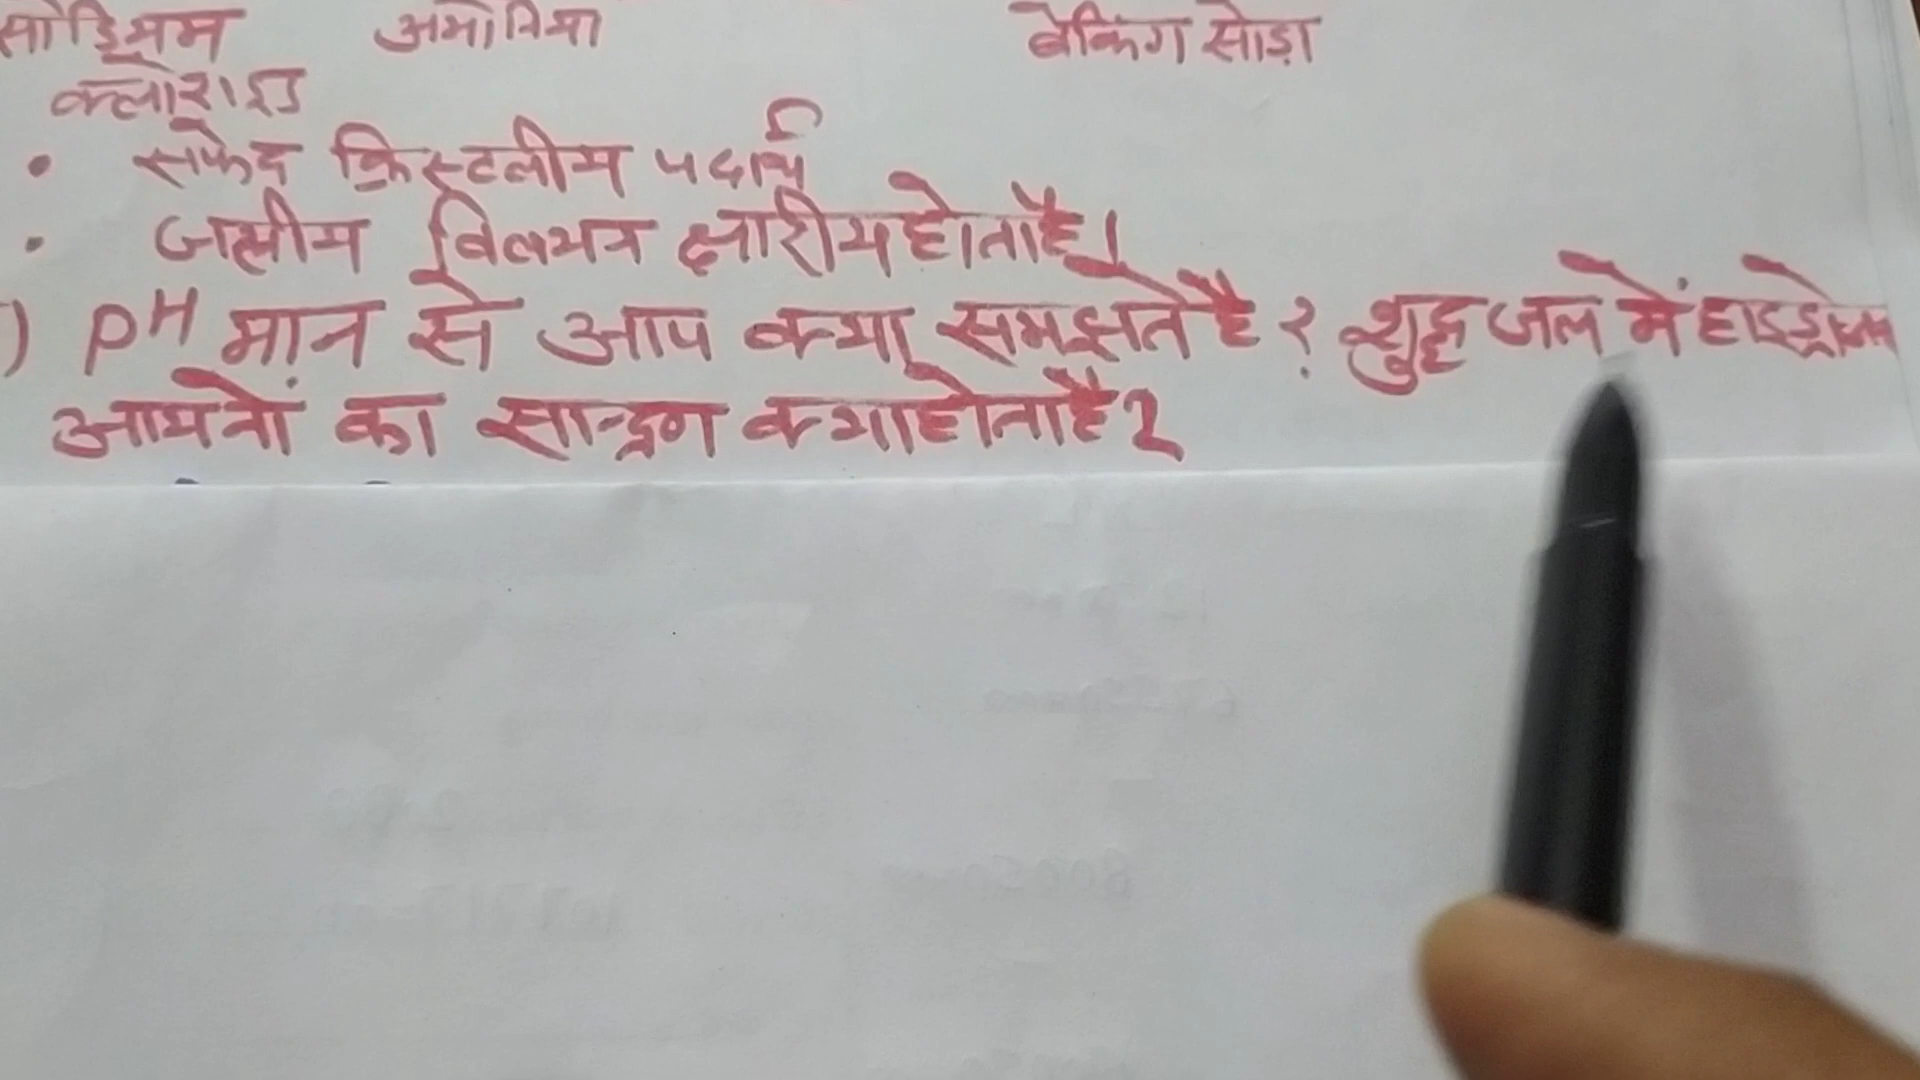 सोडियम अमोनिया बेकिंग सोडा
क्लोराइड
• सफेद क्रिस्टलीय पदार्थ
• जलीय विलयन क्षारीय होता है।
) PH मान से आप क्या समझते है ? शुद्ध जल में हाइड्रोजन
आयनों का सान्द्रण क्या होता है ?